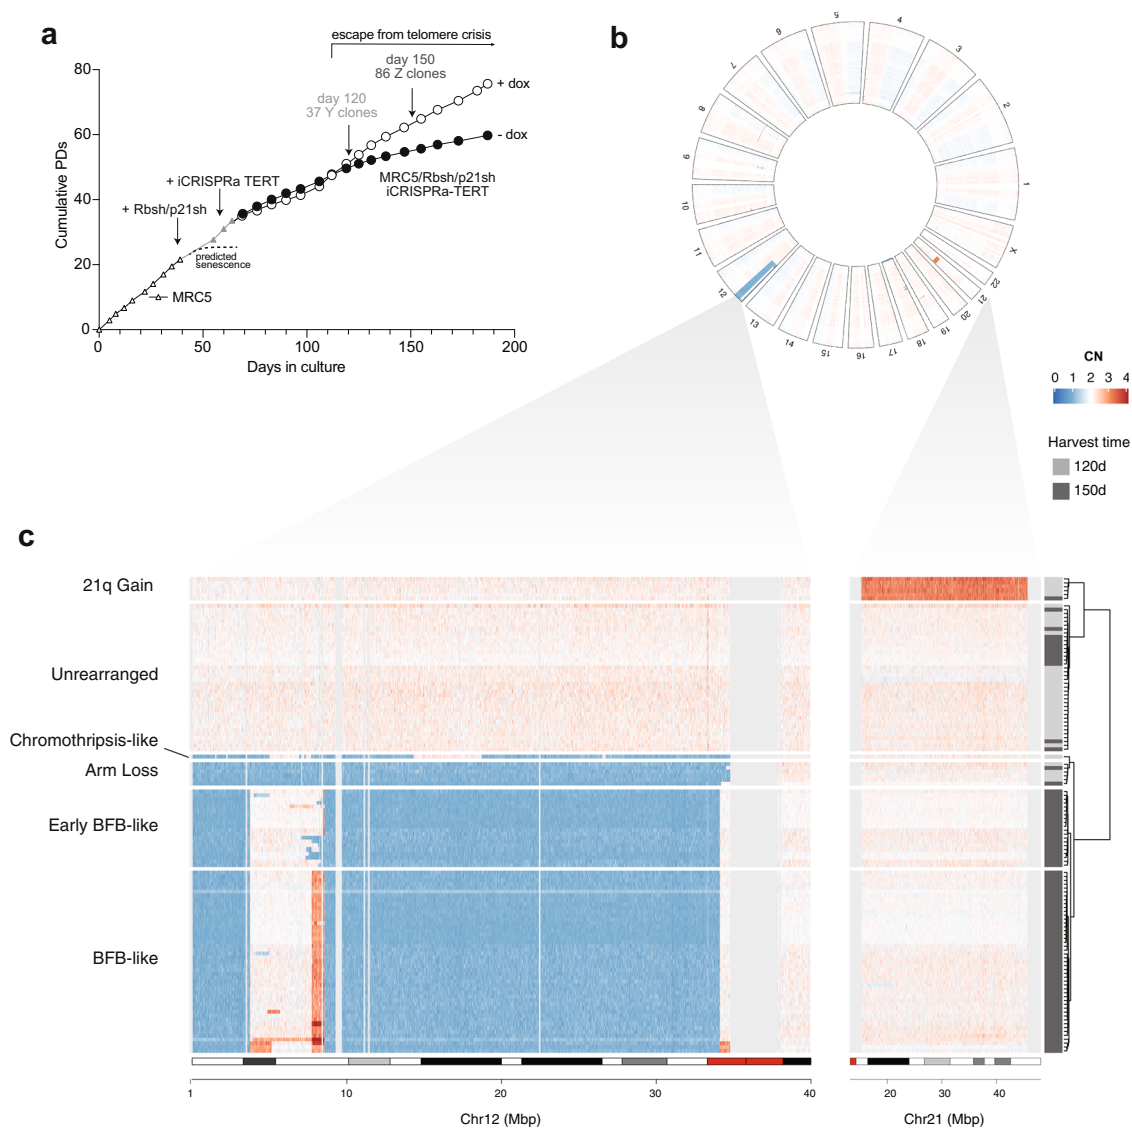 a
escape from telomere crisis
80
60
40
20
0
Cumulative PDs
day 150
86 Z clones
day 120
37 Y clones
+ dox
- dox
MRC5/Rbsh/p21sh
iCRISPRa-TERT
+ iCRISPRa TERT
+ Rbsh/p21sh
predicted
senescence
MRC5
0
50
100
150
200
Days in culture
b
1
2
3
4
5
6
7
8
9
10
11
12
13
14
15
16
17
18
19
20
21
22
X
CN
0 1 2 3 4
Harvest time
120d
150d
c
21q Gain
Unrearranged
Chromothripsis-like
Arm Loss
Early BFB-like
BFB-like
1 10 20 30 40
Chr12 (Mbp)
20 30 40
Chr21 (Mbp)